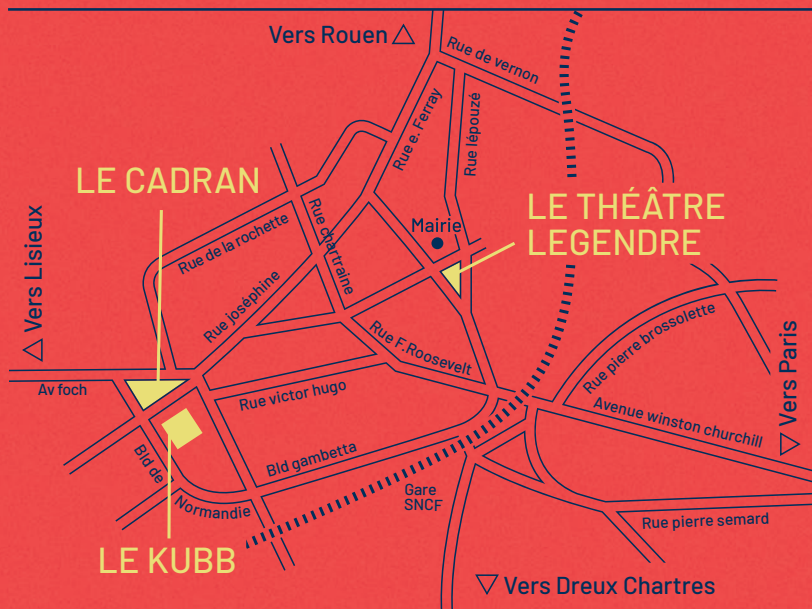 Vers Rouen
Rue de vernon
Rue e. Ferray
Rue lépouzé
LE CADRAN
Mairie
LE THÉÂTRE
LEGENDRE
Vers Lisieux
Rue de la rochette
Rue chartraine
Rue joséphine
Rue F.Roosevelt
Rue pierre brossolette
Vers Paris
Av foch
Rue victor hugo
Avenue winston churchill
Bld de
Normandie
Bld gambetta
Gare
SNCF
Rue pierre semard
LE KUBB
Vers Dreux Chartres